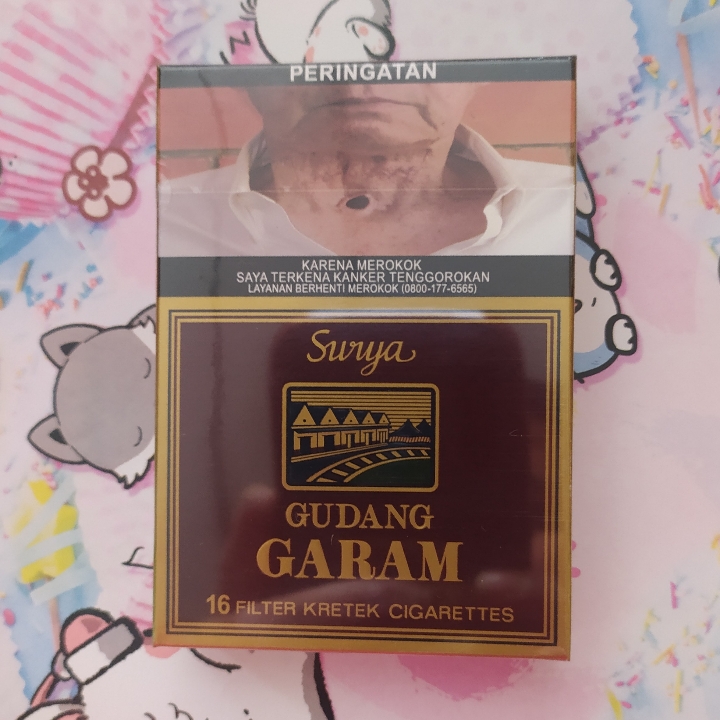 PERINGATAN
KARENA MEROKOK
SAYA TERKENA KANKER TENGGOROKAN
LAYANAN BERHENTI MEROKOK (0800-177-6565)
Surya
GUDANG
GARAM
16 FILTER KRETEK CIGARETTES